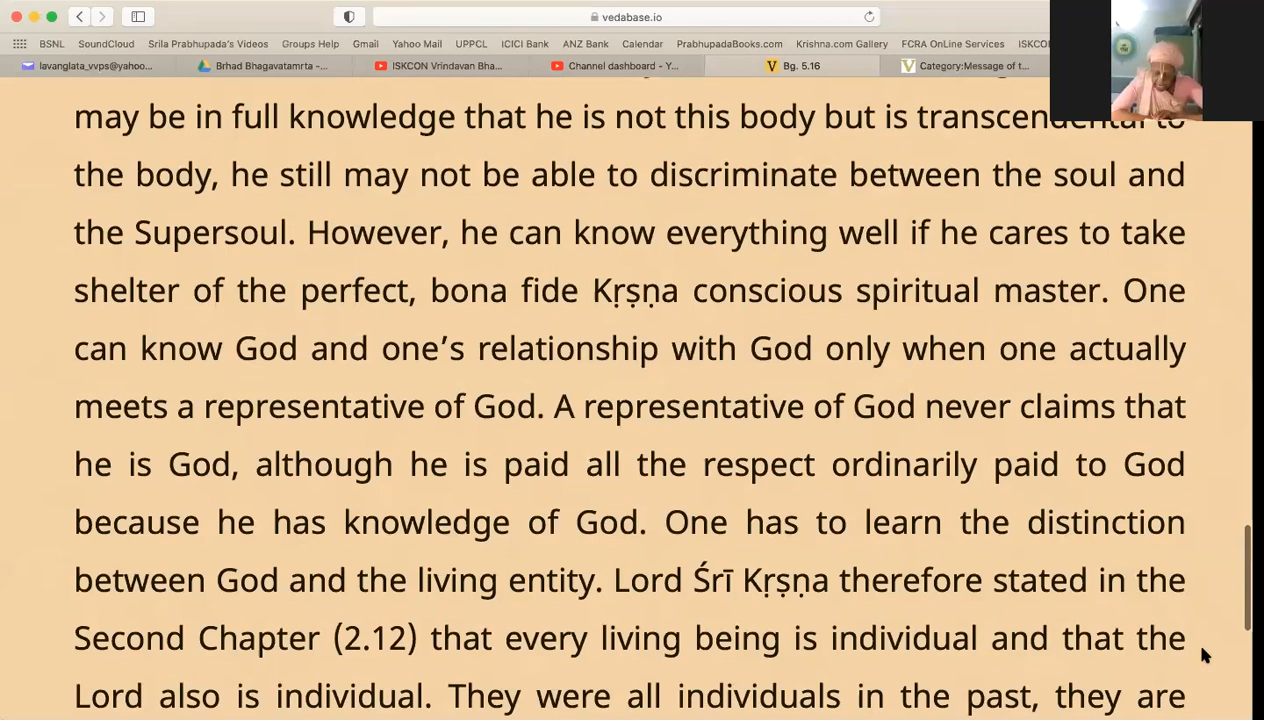 vedabase.io
BSNL SoundCloud Srila Prabhupada's Videos Groups Help Gmail Yahoo Mail UPPCL ICICI Bank ANZ Bank Calendar PrabhupadaBooks.com Krishna.com Gallery FCRA OnLine Services ISKCO
lavanglata_vvps@yahoo... Brhad Bhagavatamrta –... ISKCON Vrindavan Bha... Channel dashboard - Y... Bg. 5.16 Category:Message of t...
may be in full knowledge that he is not this body but is transcendental to
the body, he still may not be able to discriminate between the soul and
the Supersoul. However, he can know everything well if he cares to take
shelter of the perfect, bona fide Kṛṣṇa conscious spiritual master. One
can know God and one’s relationship with God only when one actually
meets a representative of God. A representative of God never claims that
he is God, although he is paid all the respect ordinarily paid to God
because he has knowledge of God. One has to learn the distinction
between God and the living entity. Lord Śrī Kṛṣṇa therefore stated in the
Second Chapter (2.12) that every living being is individual and that the
Lord also is individual. They were all individuals in the past, they are